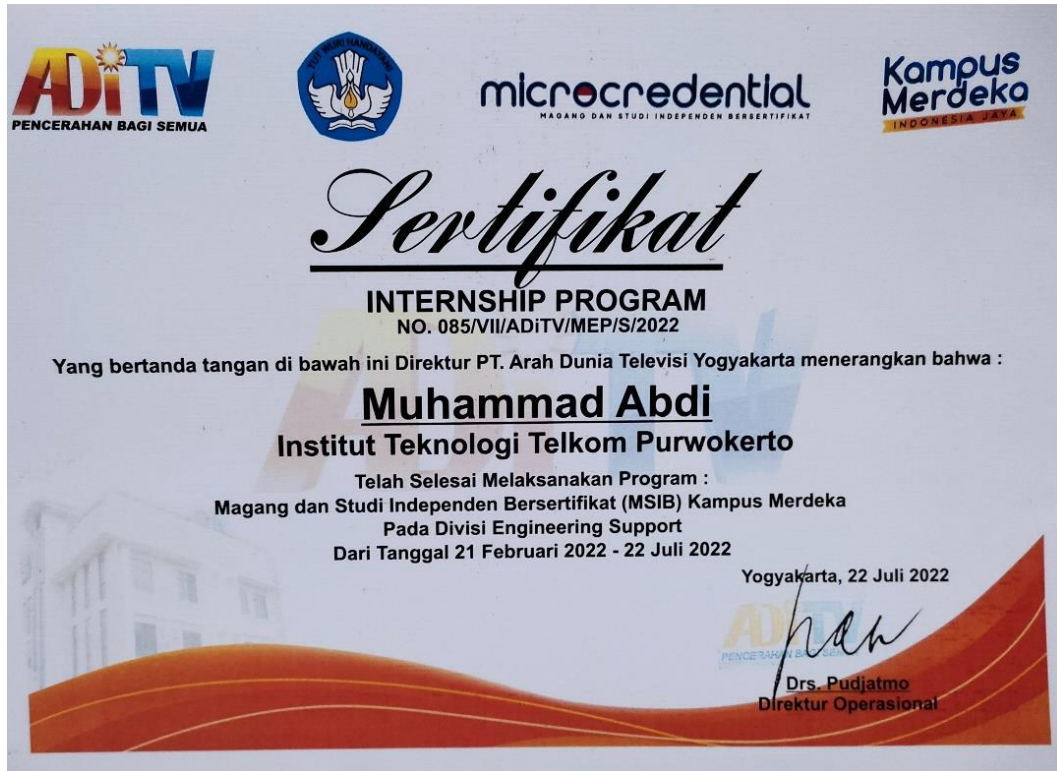 ADiTV
PENCERAHAN BAGI SEMUA
TUT WURI HANDAYANI
microcredential
MAGANG DAN STUDI INDEPENDEN BERSERTIFIKAT
Kampus
Merdeka
INDONESIA JAYA
Sertifikat
INTERNSHIP PROGRAM
NO. 085/VII/ADiTV/MEP/S/2022
Yang bertanda tangan di bawah ini Direktur PT. Arah Dunia Televisi Yogyakarta menerangkan bahwa :
Muhammad Abdi
Institut Teknologi Telkom Purwokerto
Telah Selesai Melaksanakan Program :
Magang dan Studi Independen Bersertifikat (MSIB) Kampus Merdeka
Pada Divisi Engineering Support
Dari Tanggal 21 Februari 2022 - 22 Juli 2022
Yogyakarta, 22 Juli 2022
ADiTV
PENCERAHAN BAGI SEMUA
Drs. Pudjatmo
Direktur Operasional